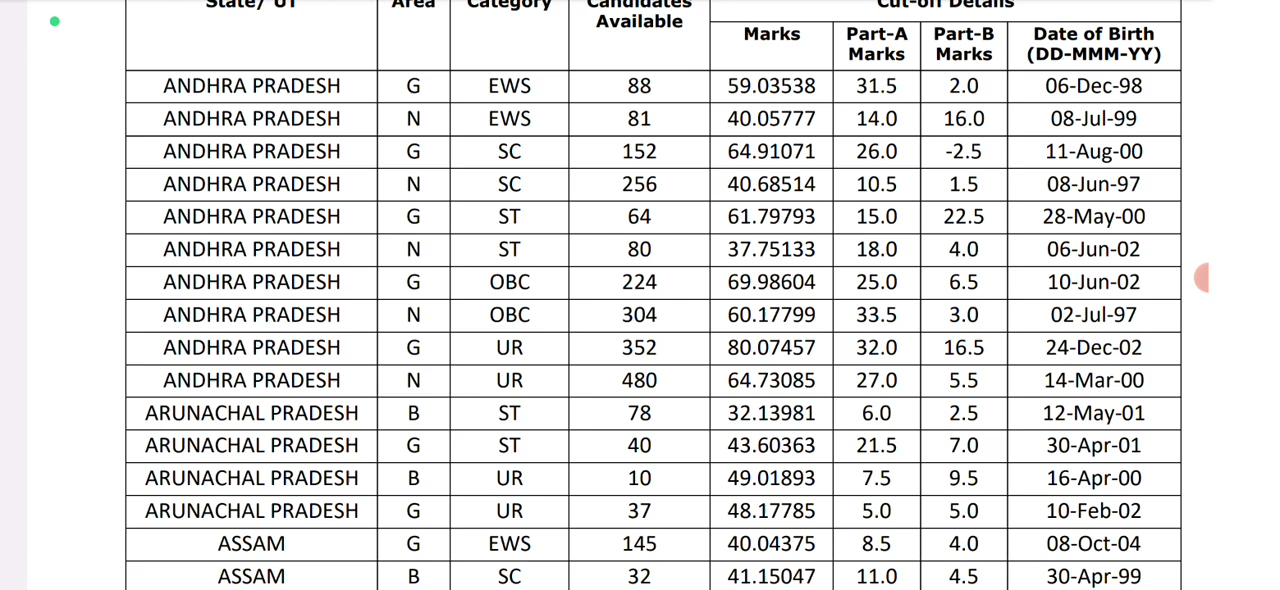 State/ UT Area Category Candidates Available Cut-off Details
Marks Part-A Marks Part-B Marks Date of Birth (DD-MMM-YY)
ANDHRA PRADESH G EWS 88 59.03538 31.5 2.0 06-Dec-98
ANDHRA PRADESH N EWS 81 40.05777 14.0 16.0 08-Jul-99
ANDHRA PRADESH G SC 152 64.91071 26.0 -2.5 11-Aug-00
ANDHRA PRADESH N SC 256 40.68514 10.5 1.5 08-Jun-97
ANDHRA PRADESH G ST 64 61.79793 15.0 22.5 28-May-00
ANDHRA PRADESH N ST 80 37.75133 18.0 4.0 06-Jun-02
ANDHRA PRADESH G OBC 224 69.98604 25.0 6.5 10-Jun-02
ANDHRA PRADESH N OBC 304 60.17799 33.5 3.0 02-Jul-97
ANDHRA PRADESH G UR 352 80.07457 32.0 16.5 24-Dec-02
ANDHRA PRADESH N UR 480 64.73085 27.0 5.5 14-Mar-00
ARUNACHAL PRADESH B ST 78 32.13981 6.0 2.5 12-May-01
ARUNACHAL PRADESH G ST 40 43.60363 21.5 7.0 30-Apr-01
ARUNACHAL PRADESH B UR 10 49.01893 7.5 9.5 16-Apr-00
ARUNACHAL PRADESH G UR 37 48.17785 5.0 5.0 10-Feb-02
ASSAM G EWS 145 40.04375 8.5 4.0 08-Oct-04
ASSAM B SC 32 41.15047 11.0 4.5 30-Apr-99